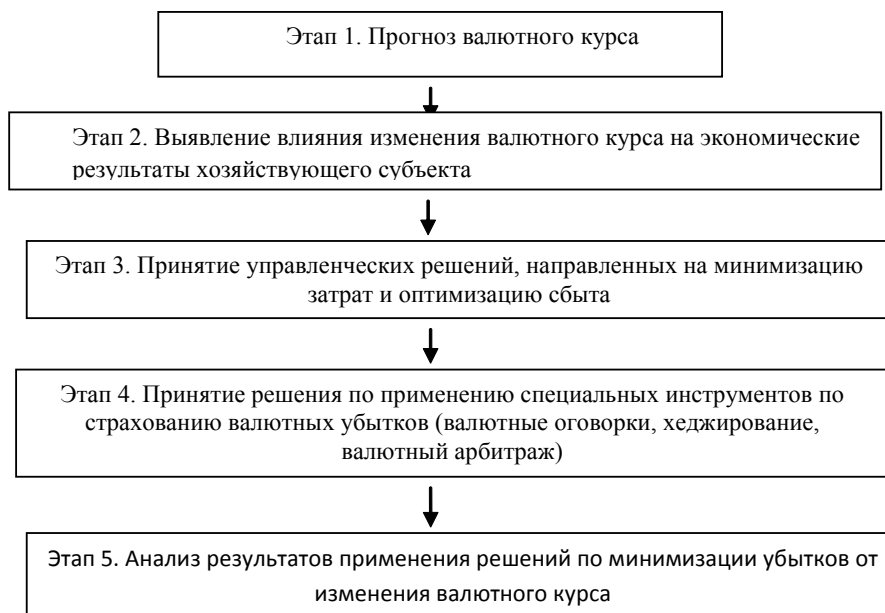 Этап 1. Прогноз валютного курса
Этап 2. Выявление влияния изменения валютного курса на экономические
результаты хозяйствующего субъекта
Этап 3. Принятие управленческих решений, направленных на минимизацию
затрат и оптимизацию сбыта
Этап 4. Принятие решения по применению специальных инструментов по
страхованию валютных убытков (валютные оговорки, хеджирование,
валютный арбитраж)
Этап 5. Анализ результатов применения решений по минимизации убытков от
изменения валютного курса